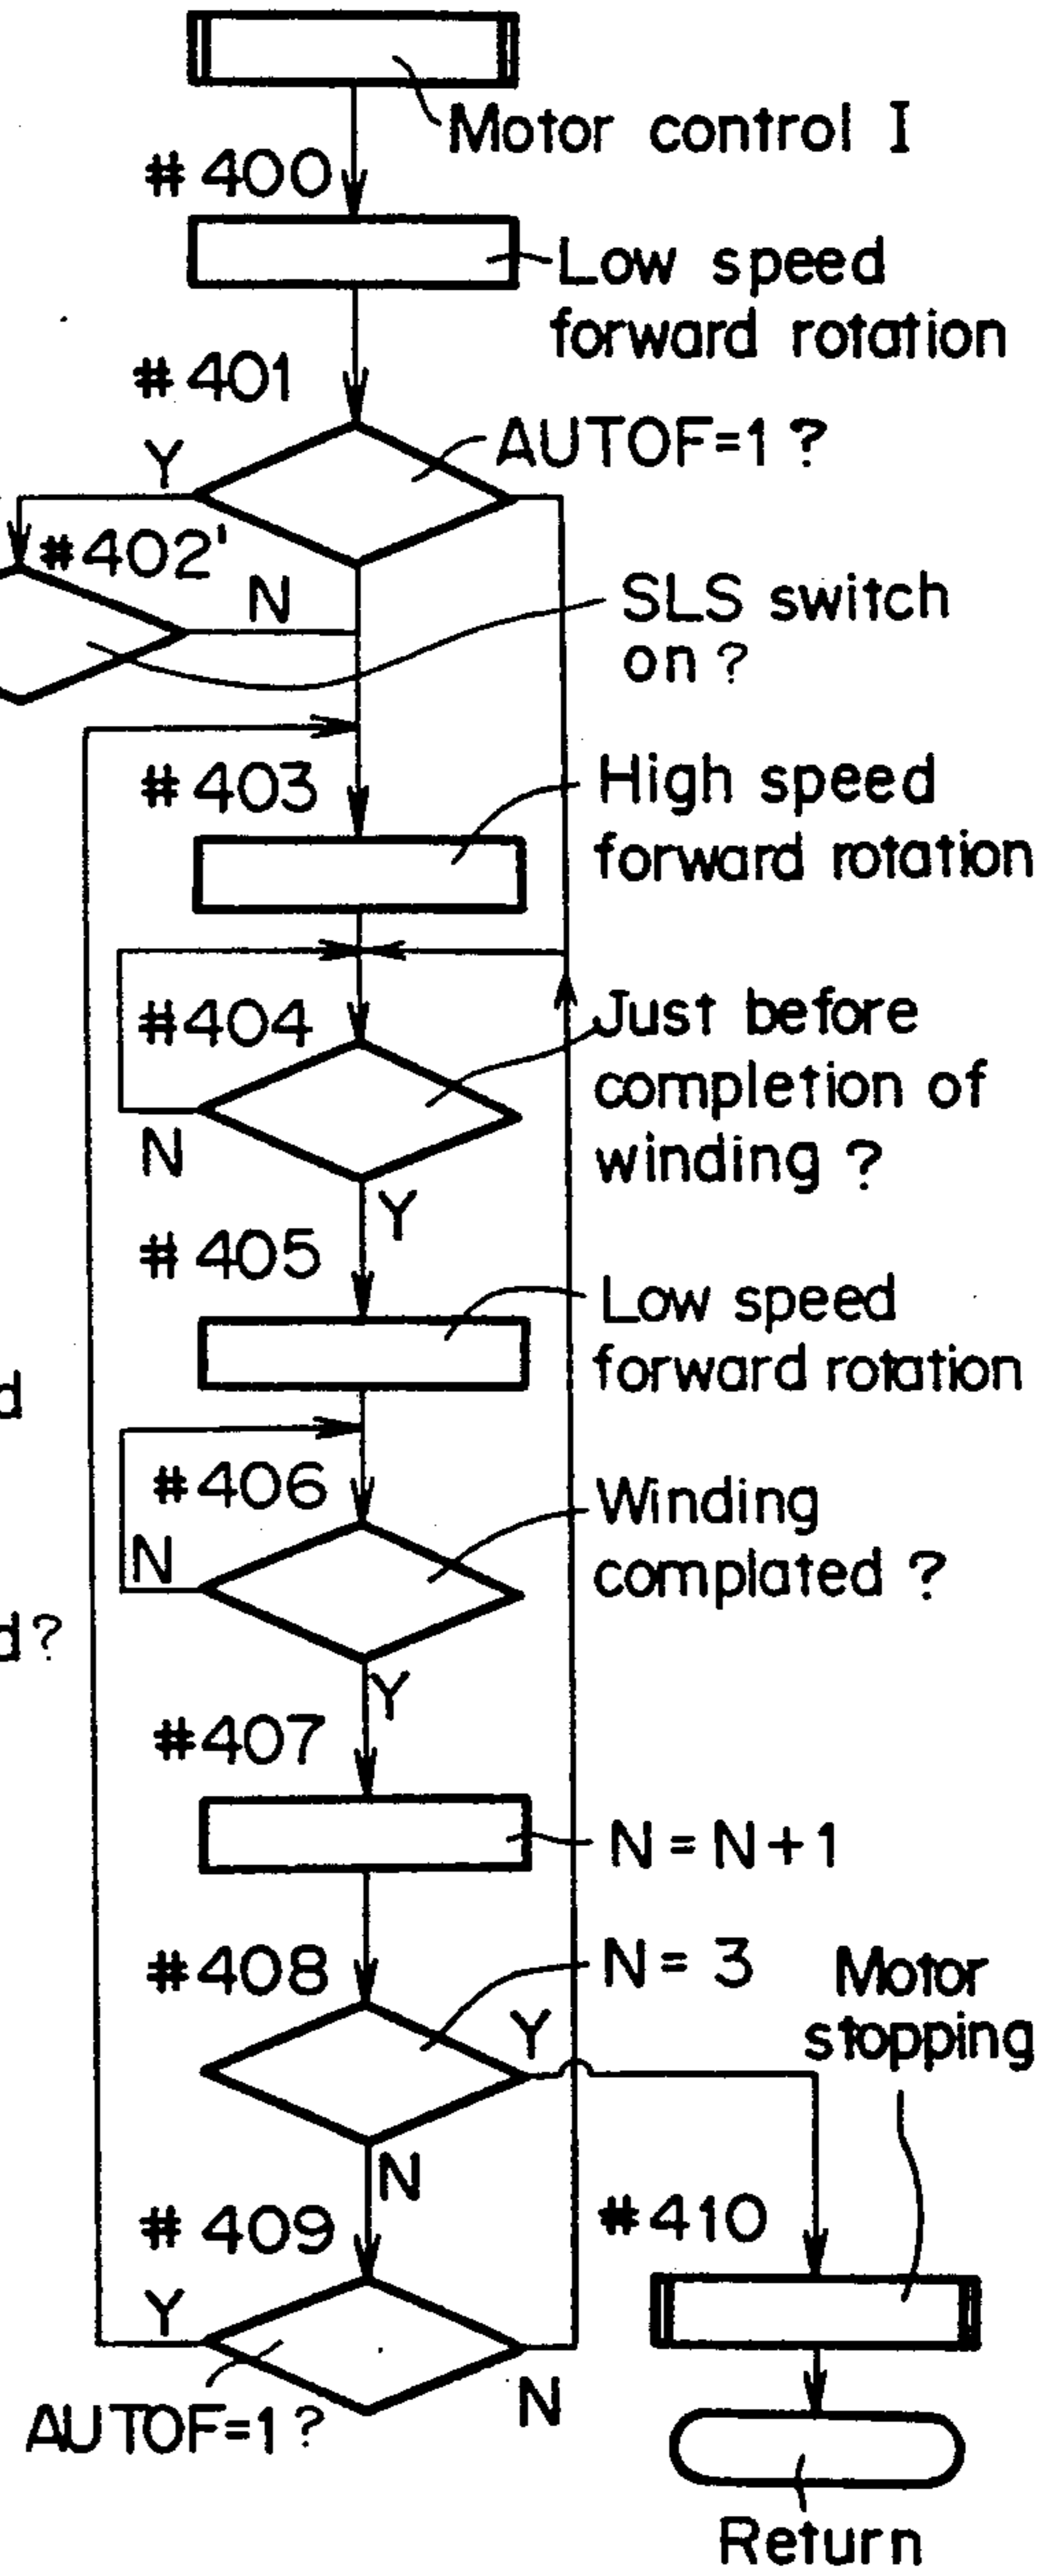 Motor control I
#400
Low speed
forward rotation
#401
AUTOF=1 ?
Y
#402'
N
SLS switch
on ?
#403
High speed
forward rotation
#404
Just before
completion of
winding ?
N
Y
#405
Low speed
forward rotation
d
#406
Winding
complated ?
N
d?
Y
#407
N = N + 1
#408
N = 3
Motor
stopping
Y
N
#409
#410
Y
N
AUTOF=1 ?
Return